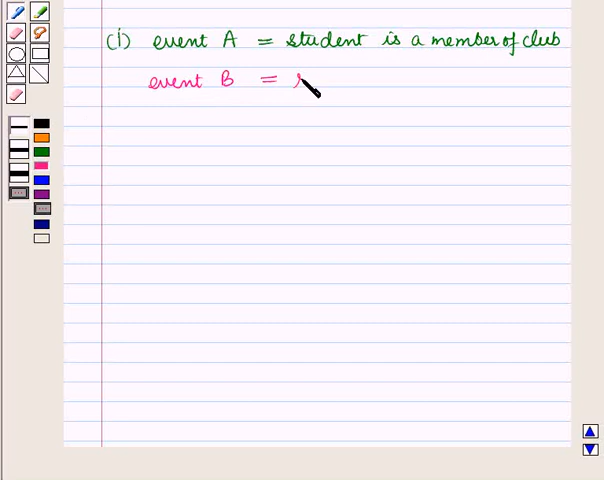 (i) event A = student is a member of club
event B =